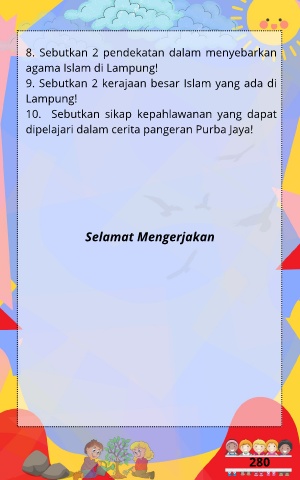 8. Sebutkan 2 pendekatan dalam menyebarkan
agama Islam di Lampung!
9. Sebutkan 2 kerajaan besar Islam yang ada di
Lampung!
10. Sebutkan sikap kepahlawanan yang dapat
dipelajari dalam cerita pangeran Purba Jaya!
Selamat Mengerjakan
280